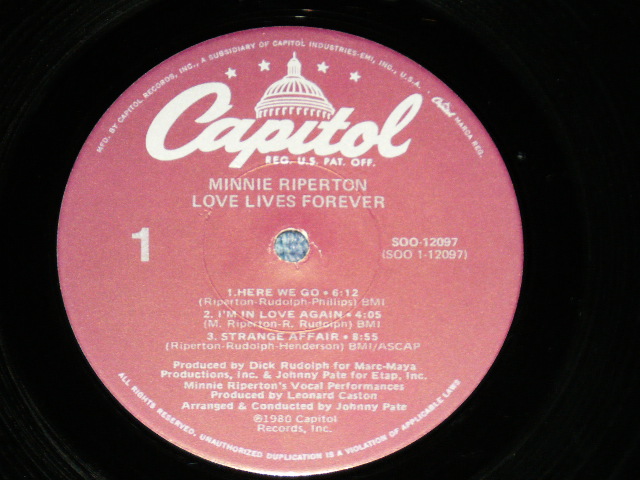 MFD. BY CAPITOL RECORDS, INC., A SUBSIDIARY OF CAPITOL INDUSTRIES-EMI, INC., U.S.A.
Capitol MARCA REG.
Capitol
REG. U.S. PAT. OFF.
MINNIE RIPERTON
LOVE LIVES FOREVER
1
SOO-12097
(SOO 1-12097)
1.HERE WE GO • 6:12
(Riperton-Rudolph-Phillips) BMI
2. I'M IN LOVE AGAIN • 4:05
(M. Riperton-R. Rudolph) BMI
3. STRANGE AFFAIR • 8:55
(Riperton-Rudolph-Henderson) BMI/ASCAP
Produced by Dick Rudolph for Marc-Maya
Productions, Inc. & Johnny Pate for Etap, Inc.
Minnie Riperton's Vocal Performances
Produced by Leonard Caston
Arranged & Conducted by Johnny Pate
℗1980 Capitol
Records, Inc.
ALL RIGHTS RESERVED. UNAUTHORIZED DUPLICATION IS A VIOLATION OF APPLICABLE LAWS